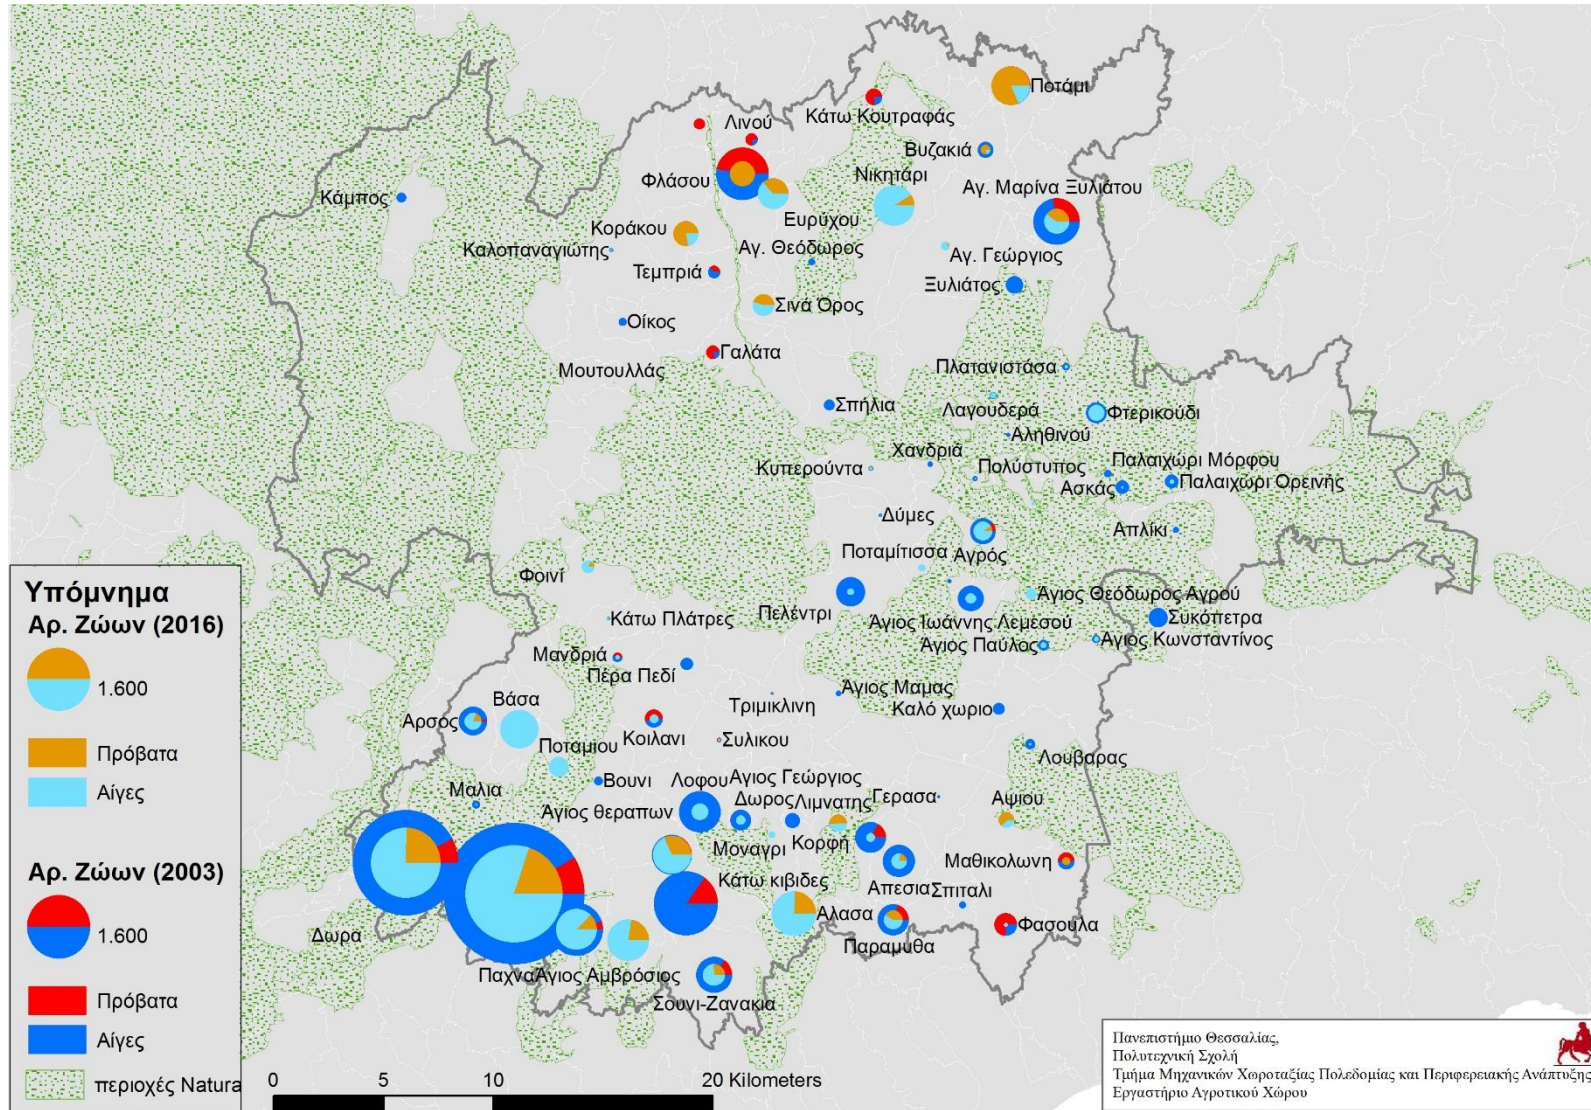 Ποτάμι
Λινού
Κάτω Κουτραφάς
Βυζακιά
Φλάσου
Νικητάρι
Αγ. Μαρίνα Ξυλιάτου
Κάμπος
Ευρύχου
Κοράκου
Καλοπαναγιώτης
Αγ. Θεόδωρος
Αγ. Γεώργιος
Τεμπριά
Ξυλιάτος
Σινά Όρος
Οίκος
Γαλάτα
Μουτουλλάς
Πλατανιστάσα
Σπήλια
Λαγουδερά
Φτερικούδι
Αληθινού
Χανδριά
Κυπερούντα
Πολύστυπος
Παλαιχώρι Μόρφου
Ασκάς
Παλαιχώρι Ορεινής
Δύμες
Απλίκι
Ποταμίτισσα
Αγρός
Φοινί
Άγιος Θεόδωρος Αγρού
Πελέντρι
Κάτω Πλάτρες
Άγιος Ιωάννης Λεμεσού
Συκόπετρα
Άγιος Κωνσταντίνο
Άγιος Παύλος
Μανδριά
Πέρα Πεδί
Άγιος Μαμας
Τριμικλινη
Καλό χωριο
Βάσα
Αρσος
Κοιλανι
Συλικου
Λουβαρας
Ποταμιου
Βουνι
Λοφου
Αγιος Γεώργιος
Μαλια
Άγιος θεραπων
Δωρος
Λιμνατης
Γερασα
Αψιου
Μοναγρι
Κορφή
Μαθικολωνη
Κάτω κιβιδες
Απεσια
Σπιταλι
Δωρα
Αλασα
Παραμυθα
Φασουλα
Παχνα
Άγιος Αμβρόσιος
Σουνι-Ζανακια
Υπόμνημα
Αρ. Ζώων (2016)
1.600
Πρόβατα
Αίγες
Αρ. Ζώων (2003)
1.600
Πρόβατα
Αίγες
περιοχές Natura
0 5 10 20 Kilometers
Πανεπιστήμιο Θεσσαλίας,
Πολυτεχνική Σχολή
Τμήμα Μηχανικών Χωροταξίας Πολεδομίας και Περιφερειακής Ανάπτυξης
Εργαστήριο Αγροτικού Χώρου